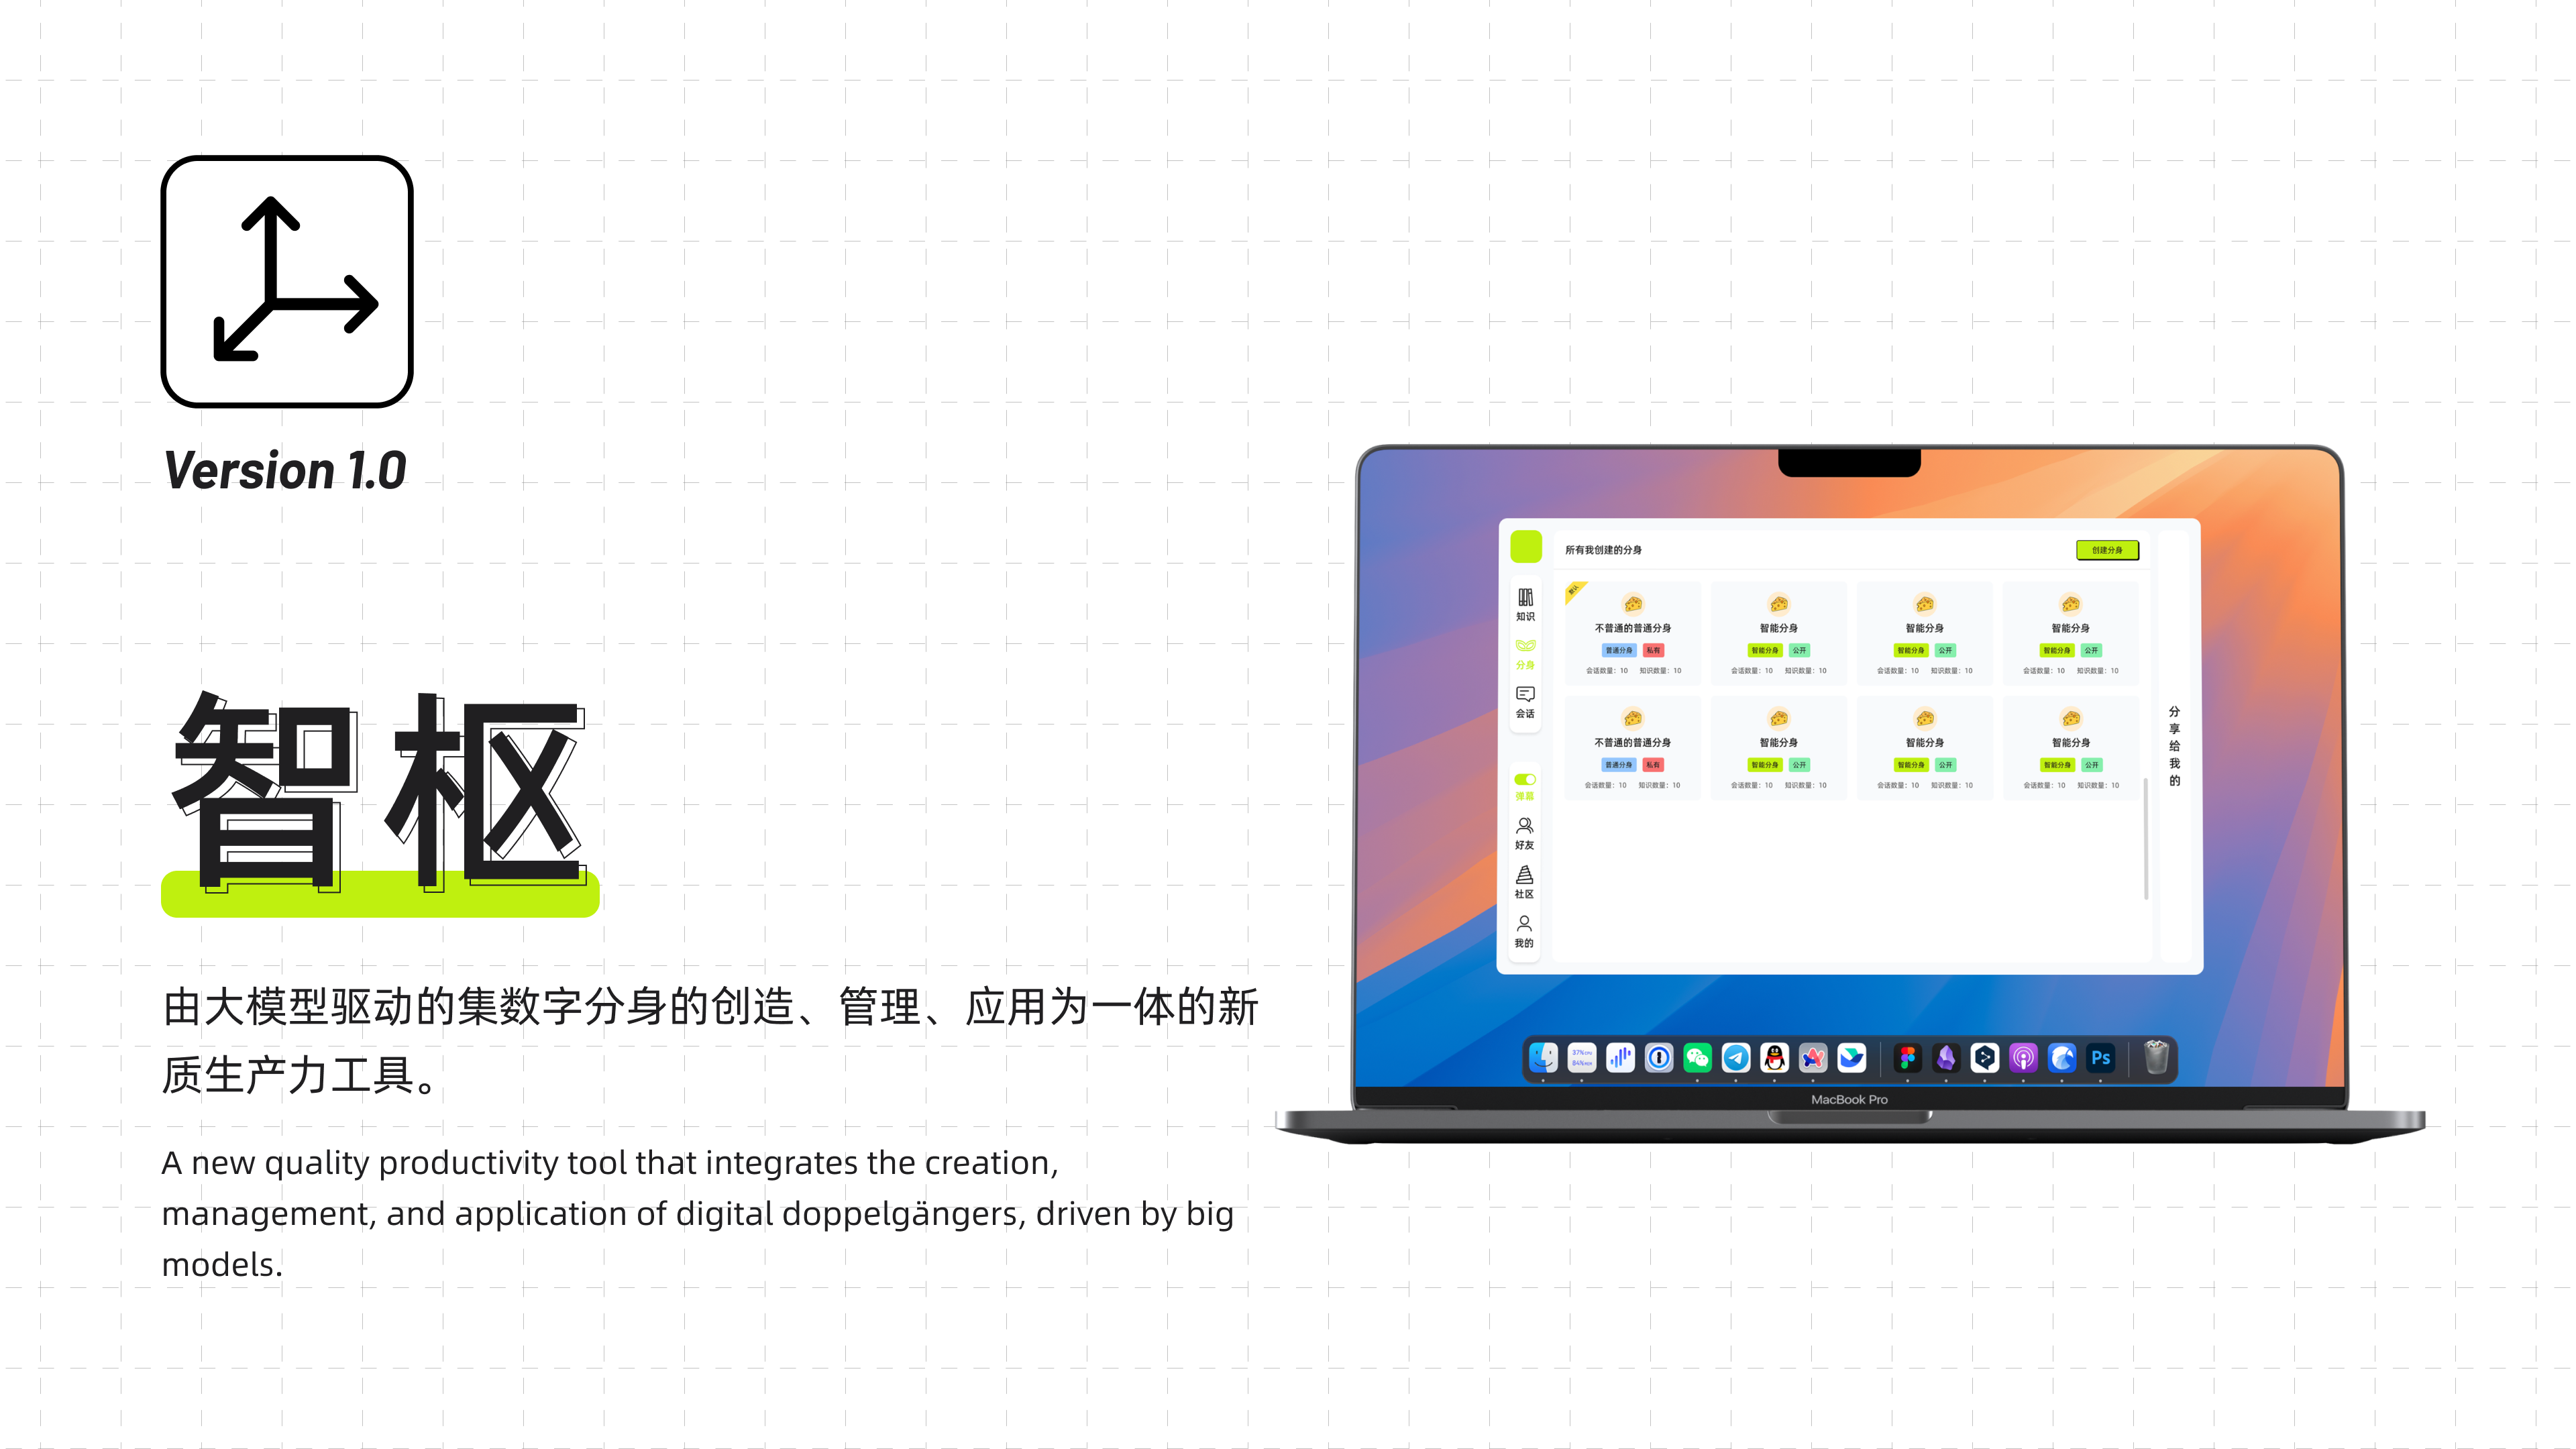 Version 1.0
智枢
由大模型驱动的集数字分身的创造、管理、应用为一体的新
质生产力工具。
A new quality productivity tool that integrates the creation,
management, and application of digital doppelgängers, driven by big
models.
所有我创建的分身
创建分身
知识
分身
会话
弹幕
好友
社区
我的
默认
不普通的普通分身
普通分身 私有
会话数量：10 知识数量：10
智能分身
智能分身 公开
会话数量：10 知识数量：10
智能分身
智能分身 公开
会话数量：10 知识数量：10
智能分身
智能分身 公开
会话数量：10 知识数量：10
不普通的普通分身
普通分身 私有
会话数量：10 知识数量：10
智能分身
智能分身 公开
会话数量：10 知识数量：10
智能分身
智能分身 公开
会话数量：10 知识数量：10
智能分身
智能分身 公开
会话数量：10 知识数量：10
分享给我的
37% CPU
84% MEM
Ps
MacBook Pro